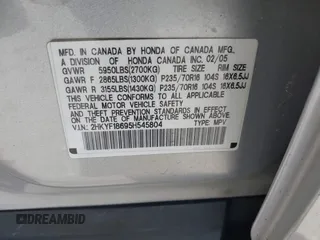 MFD. IN CANADA BY HONDA OF CANADA MFG.,
A DIVISION OF HONDA CANADA INC. 02/05
GVWR 5950LBS(2700KG) TIRE SIZE RIM SIZE
GAWR F 2865LBS(1300KG) P235/70R16 104S 16X6.5JJ
GAWR R 3155LBS(1430KG) P235/70R16 104S 16X6.5JJ
THIS VEHICLE CONFORMS TO ALL APPLICABLE
FEDERAL MOTOR VEHICLE SAFETY STANDARDS
IN EFFECT ON THE DATE OF MANUFACTURE
SHOWN ABOVE.
V.I.N.: 2HKYF18695H545804 TYPE: MPV
DREAMBID